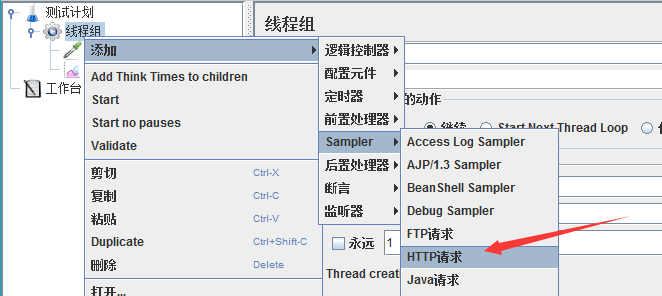 测试计划
线程组
工作台
线程组
添加
Add Think Times to children
Start
Start no pauses
Validate
剪切 Ctrl-X
复制 Ctrl-C
粘贴 Ctrl-V
Duplicate Ctrl+Shift-C
删除 Delete
打开...
逻辑控制器
配置元件
定时器
前置处理器
Sampler
后置处理器
断言
监听器
的动作
继续 Start Next Thread Loop
永远 1
Thread creat
Access Log Sampler
AJP/1.3 Sampler
BeanShell Sampler
Debug Sampler
FTP请求
HTTP请求
Java请求